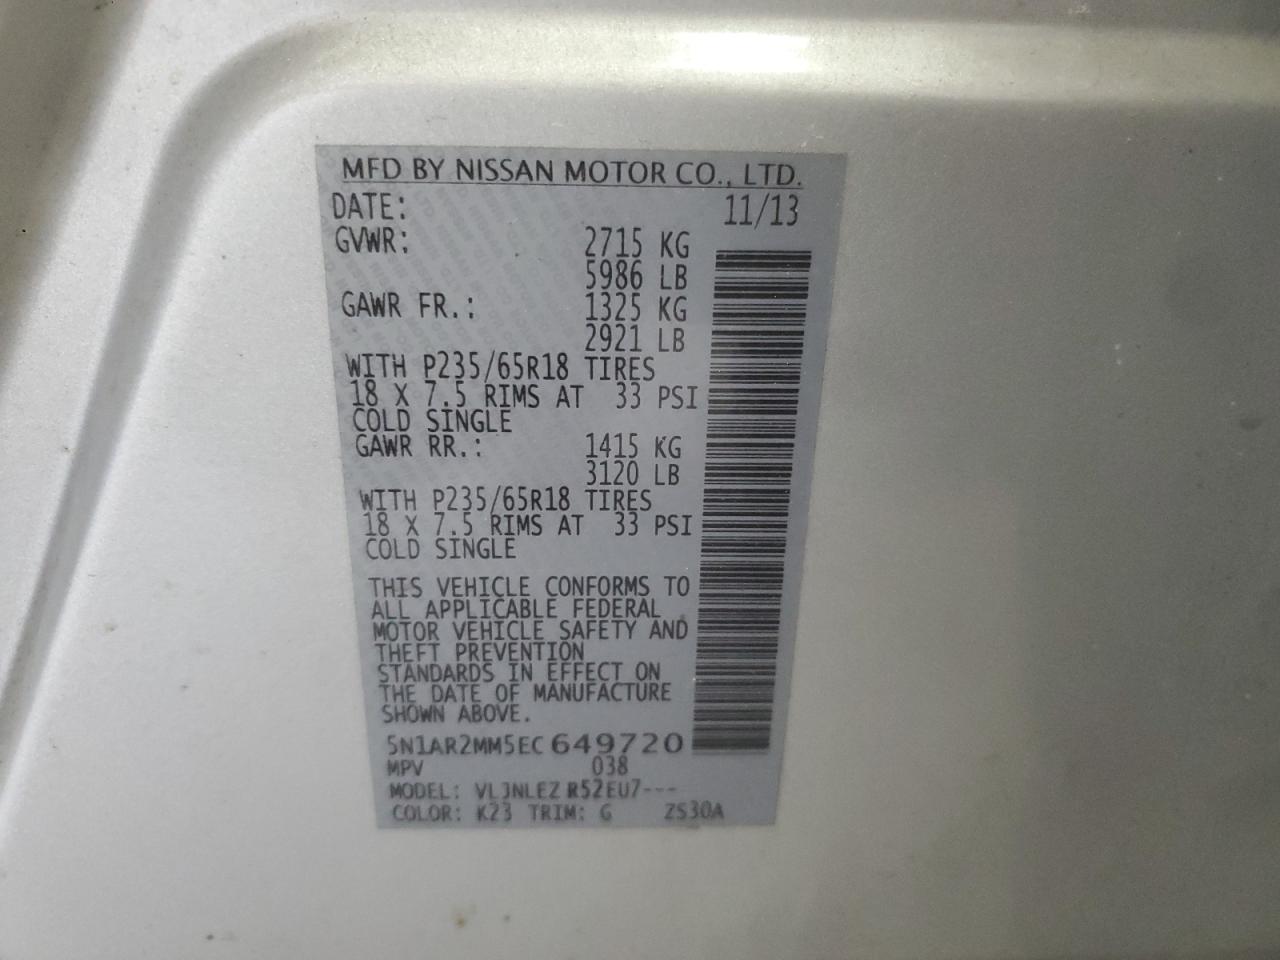 MFD BY NISSAN MOTOR CO., LTD.
DATE: 11/13
GVWR: 2715 KG
5986 LB
GAWR FR.: 1325 KG
2921 LB
WITH P235/65R18 TIRES
18 X 7.5 RIMS AT 33 PSI
COLD SINGLE
GAWR RR.: 1415 KG
3120 LB
WITH P235/65R18 TIRES
18 X 7.5 RIMS AT 33 PSI
COLD SINGLE
THIS VEHICLE CONFORMS TO
ALL APPLICABLE FEDERAL
MOTOR VEHICLE SAFETY AND
THEFT PREVENTION
STANDARDS IN EFFECT ON
THE DATE OF MANUFACTURE
SHOWN ABOVE.
5N1AR2MM5EC649720
MPV 038
MODEL: VLJNLEZ R52EU7---
COLOR: K23 TRIM: G ZS30A